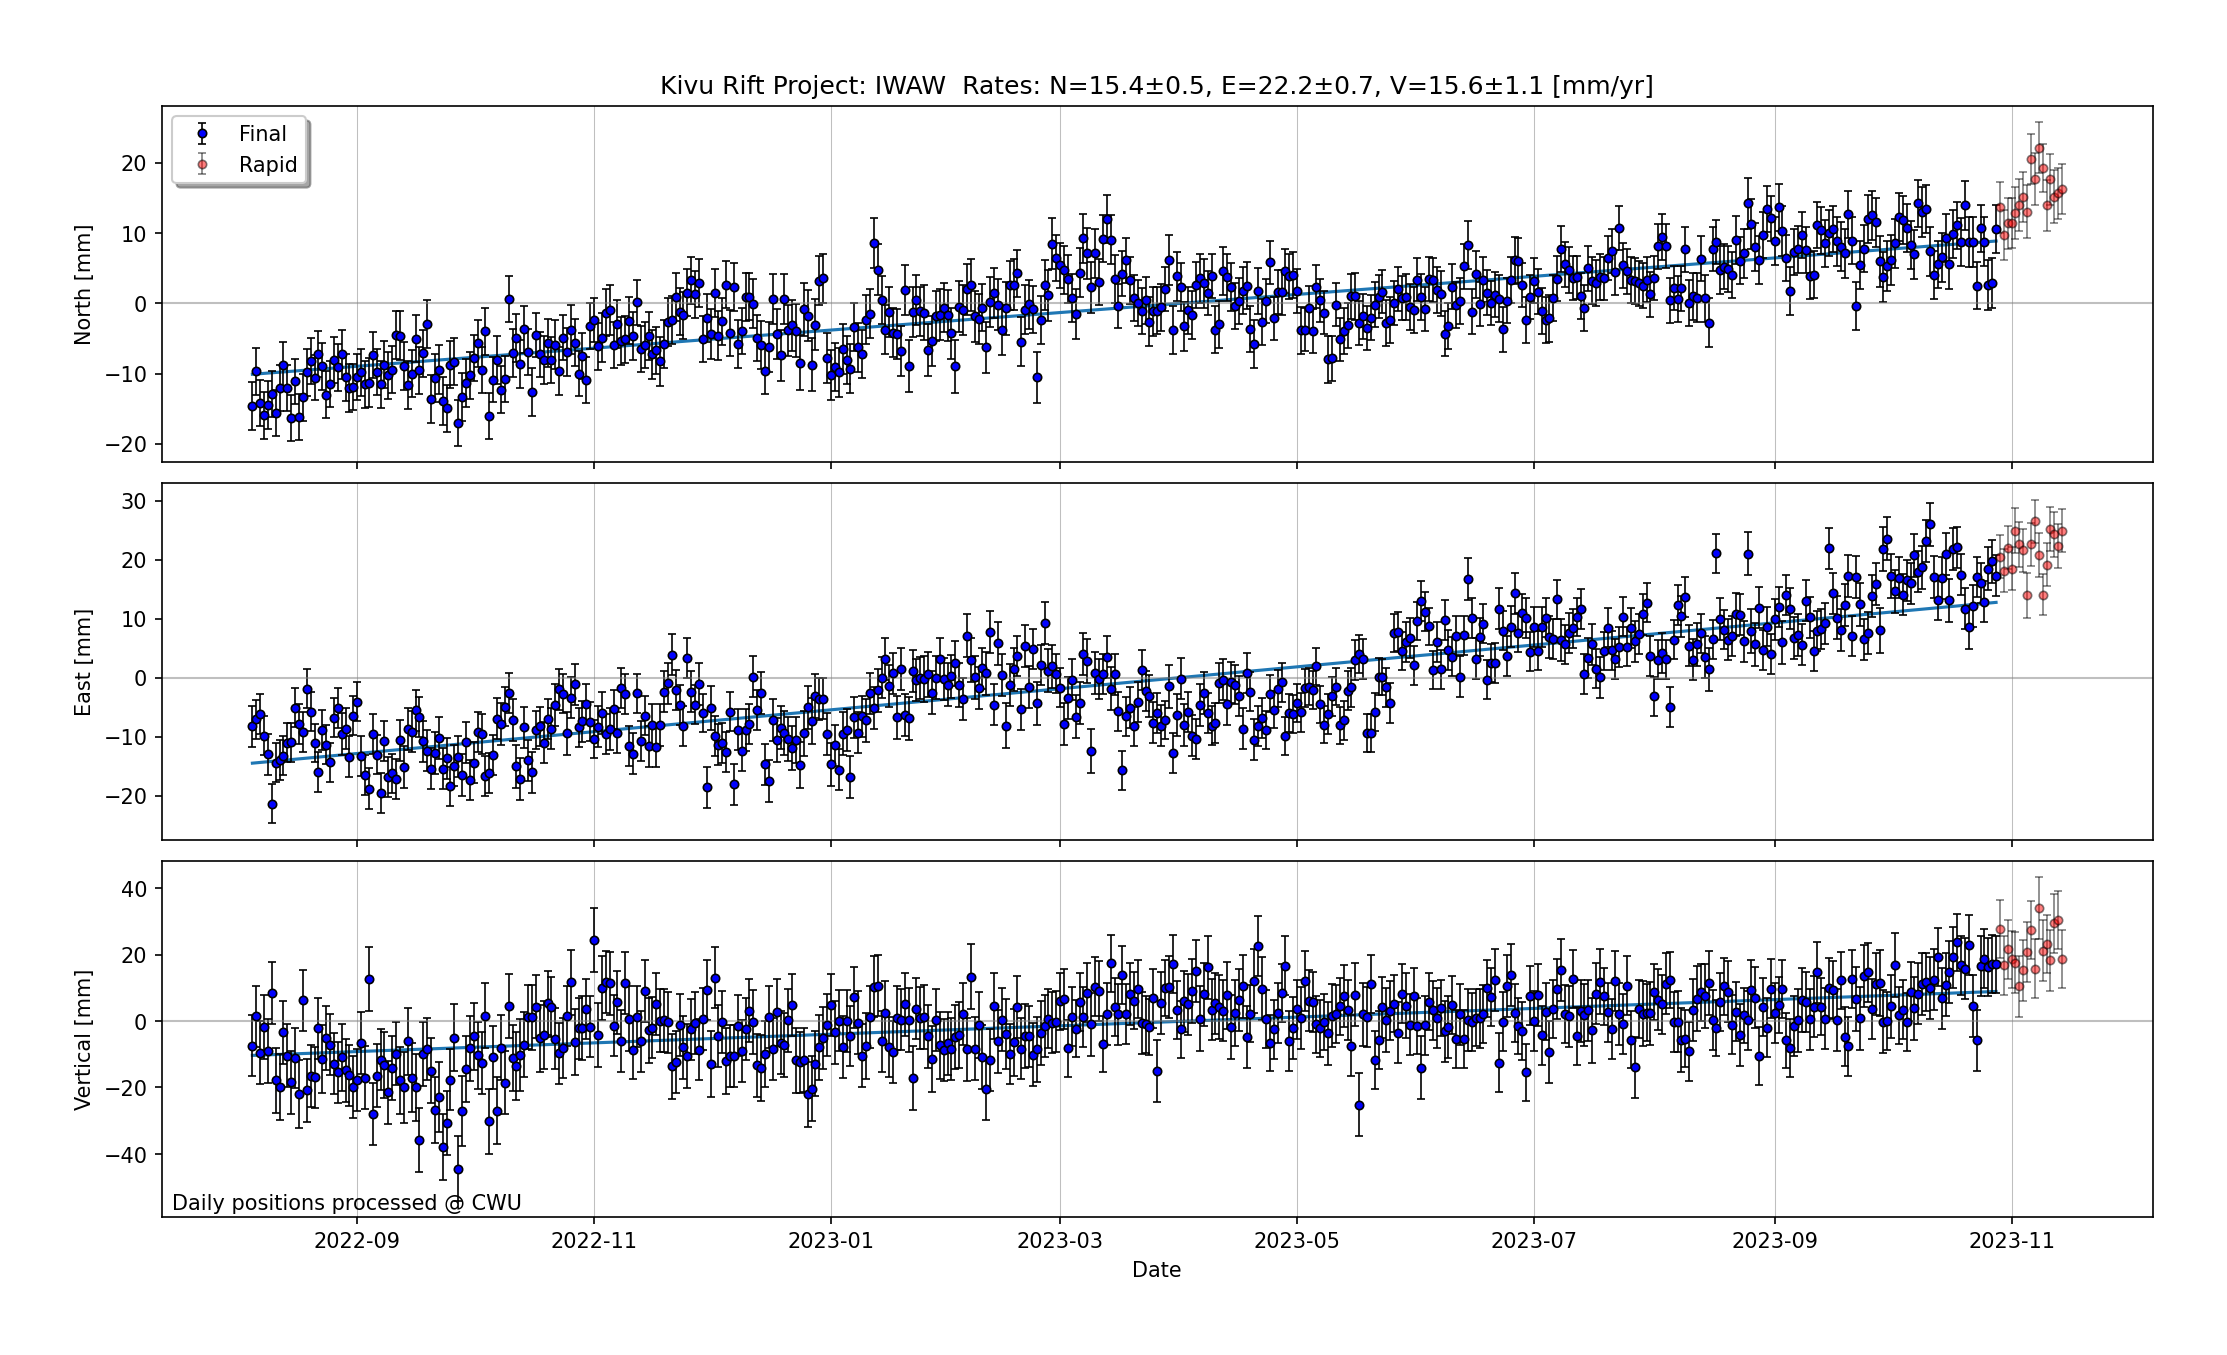 Kivu Rift Project: IWAW  Rates: N=15.4±0.5, E=22.2±0.7, V=15.6±1.1 [mm/yr]
Final
Rapid
North [mm]
20
10
0
−10
−20
East [mm]
30
20
10
0
−10
−20
Vertical [mm]
40
20
0
−20
−40
Daily positions processed @ CWU
2022-09 2022-11 2023-01 2023-03 2023-05 2023-07 2023-09 2023-11
Date